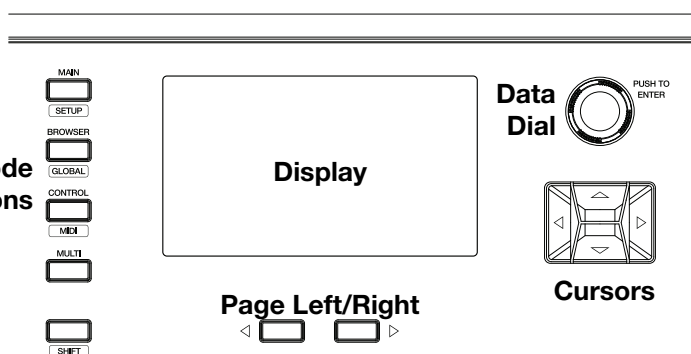 MAIN
SETUP
BROWSER
GLOBAL
CONTROL
MIDI
MULTI
SHIFT
Display
Data
Dial
PUSH TO
ENTER
Cursors
Page Left/Right